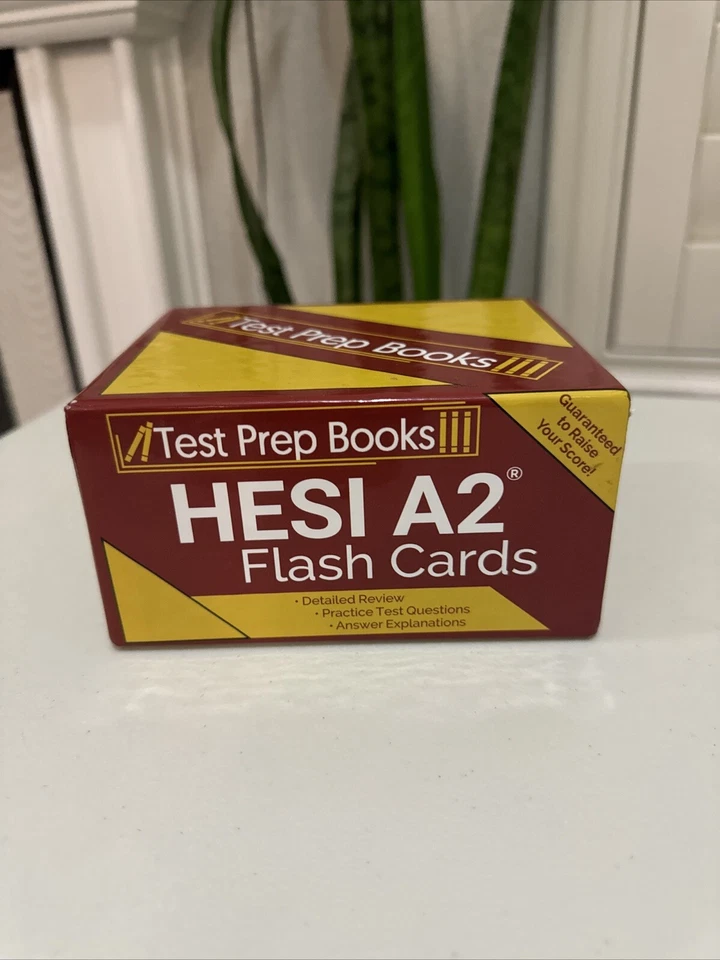 Test Prep Books
Test Prep Books
Guaranteed
to Raise
Your Score!
HESI A2®
Flash Cards
• Detailed Review
• Practice Test Questions
• Answer Explanations